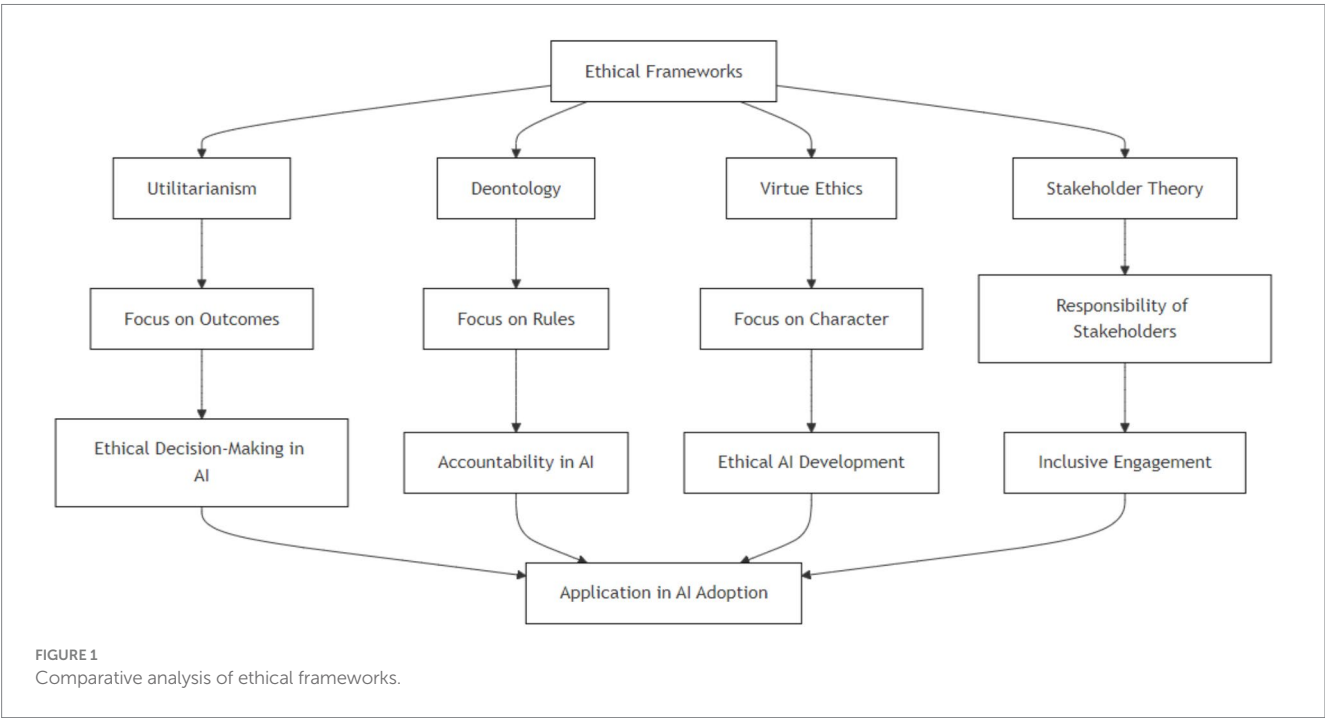 Ethical Frameworks
Utilitarianism
Deontology
Virtue Ethics
Stakeholder Theory
Focus on Outcomes
Focus on Rules
Focus on Character
Responsibility of
Stakeholders
Ethical Decision-Making in
AI
Accountability in AI
Ethical AI Development
Inclusive Engagement
Application in AI Adoption
FIGURE 1
Comparative analysis of ethical frameworks.